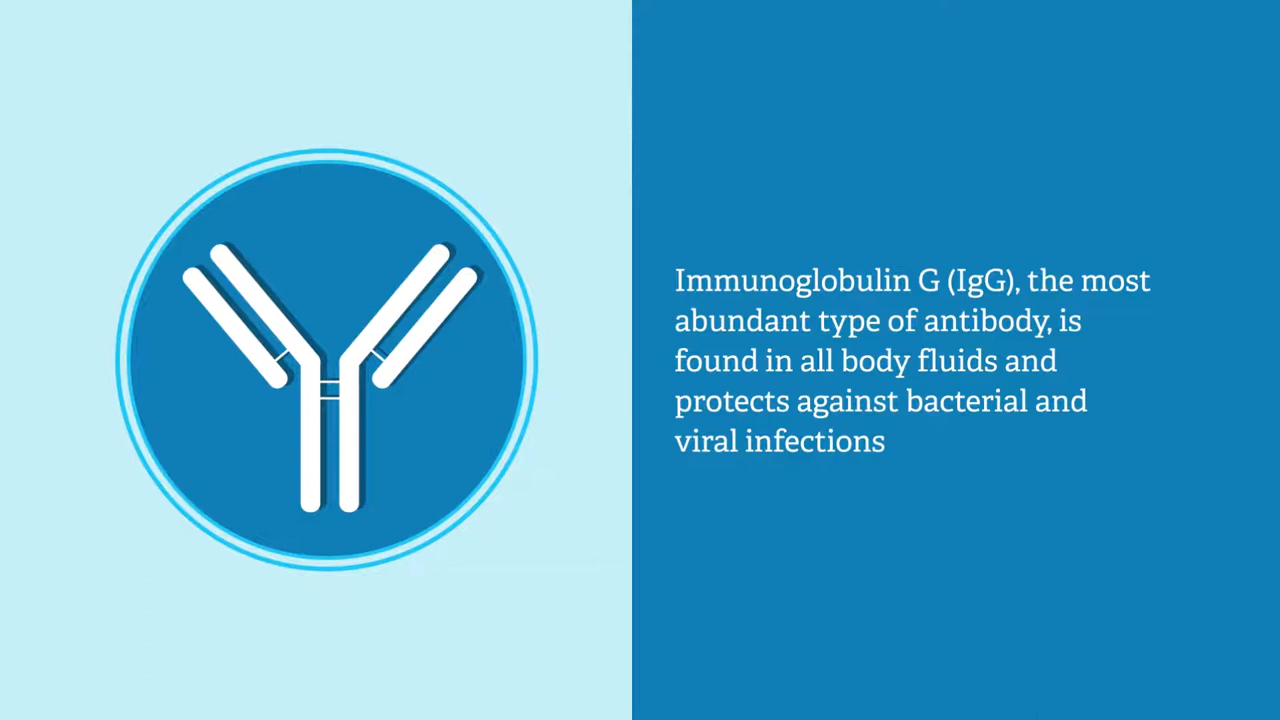 Immunoglobulin G (IgG), the most
abundant type of antibody, is
found in all body fluids and
protects against bacterial and
viral infections